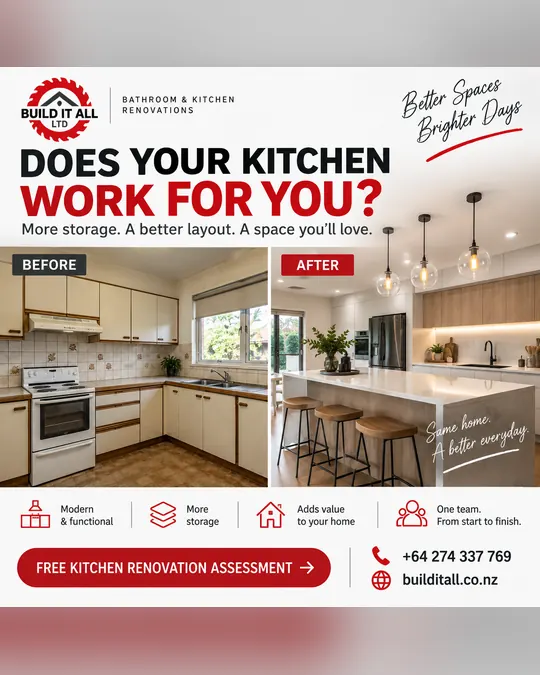 BUILD IT ALL
LTD
BATHROOM & KITCHEN
RENOVATIONS
Better Spaces
Brighter Days
DOES YOUR KITCHEN
WORK FOR YOU?
More storage. A better layout. A space you'll love.
BEFORE
AFTER
Same home.
A better everyday.
Modern
& functional
More
storage
Adds value
to your home
One team.
From start to finish.
FREE KITCHEN RENOVATION ASSESSMENT →
+64 274 337 769
builditall.co.nz